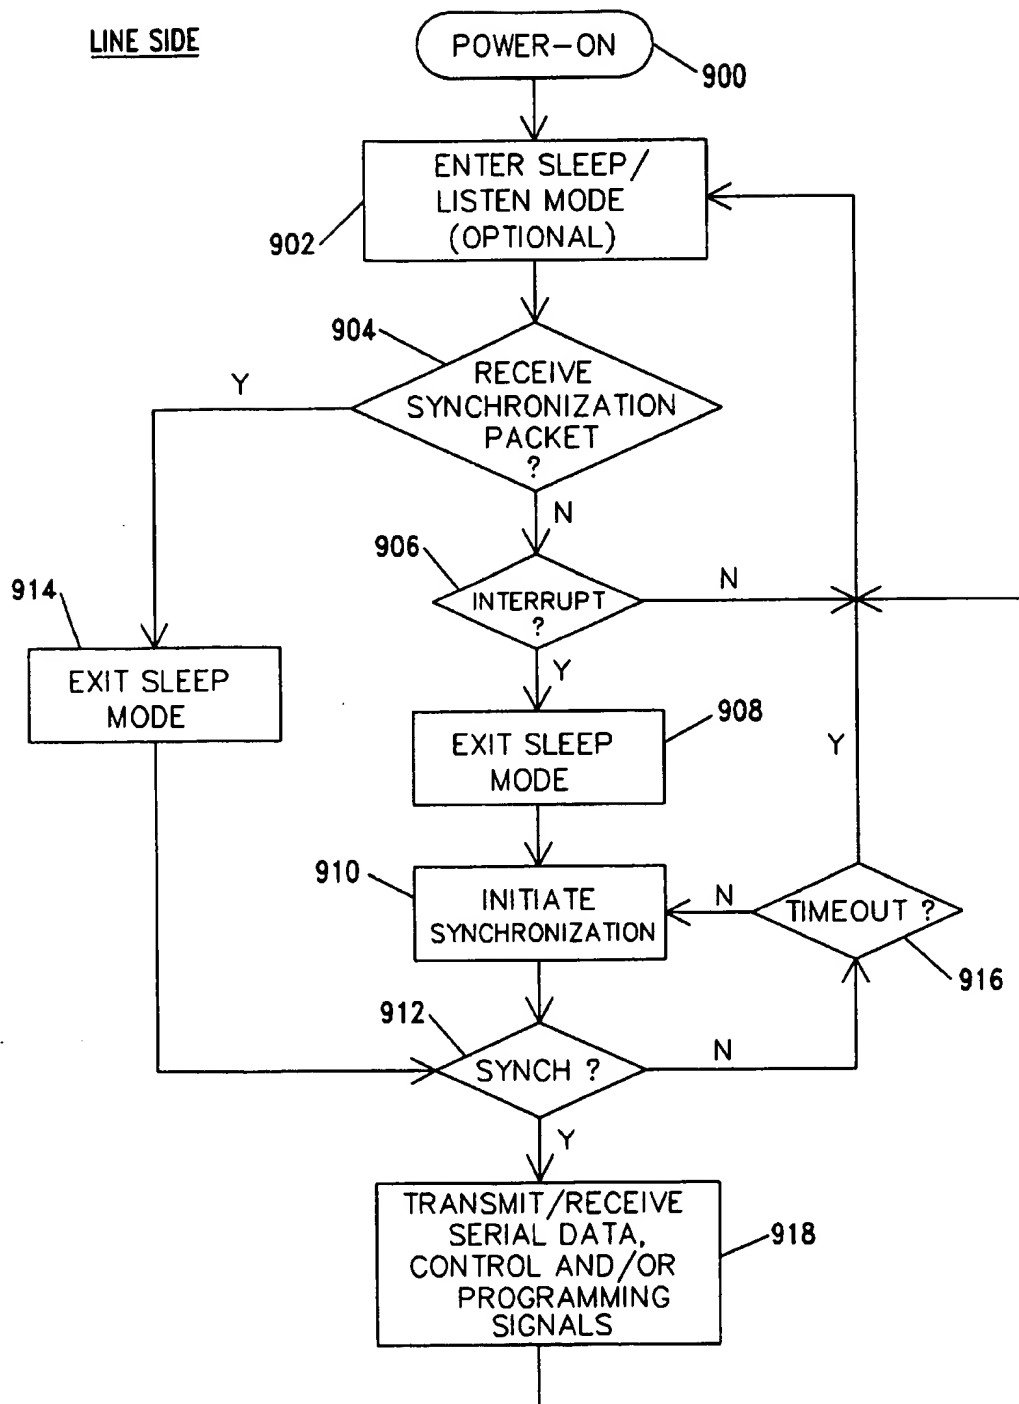 LINE SIDE
POWER-ON
900
ENTER SLEEP/
LISTEN MODE
(OPTIONAL)
902
904
RECEIVE
SYNCHRONIZATION
PACKET
?
Y
N
906
INTERRUPT
?
N
Y
914
EXIT SLEEP
MODE
908
EXIT SLEEP
MODE
Y
910
INITIATE
SYNCHRONIZATION
N
TIMEOUT ?
916
912
SYNCH ?
N
Y
TRANSMIT/RECEIVE
SERIAL DATA,
CONTROL AND/OR
PROGRAMMING
SIGNALS
918